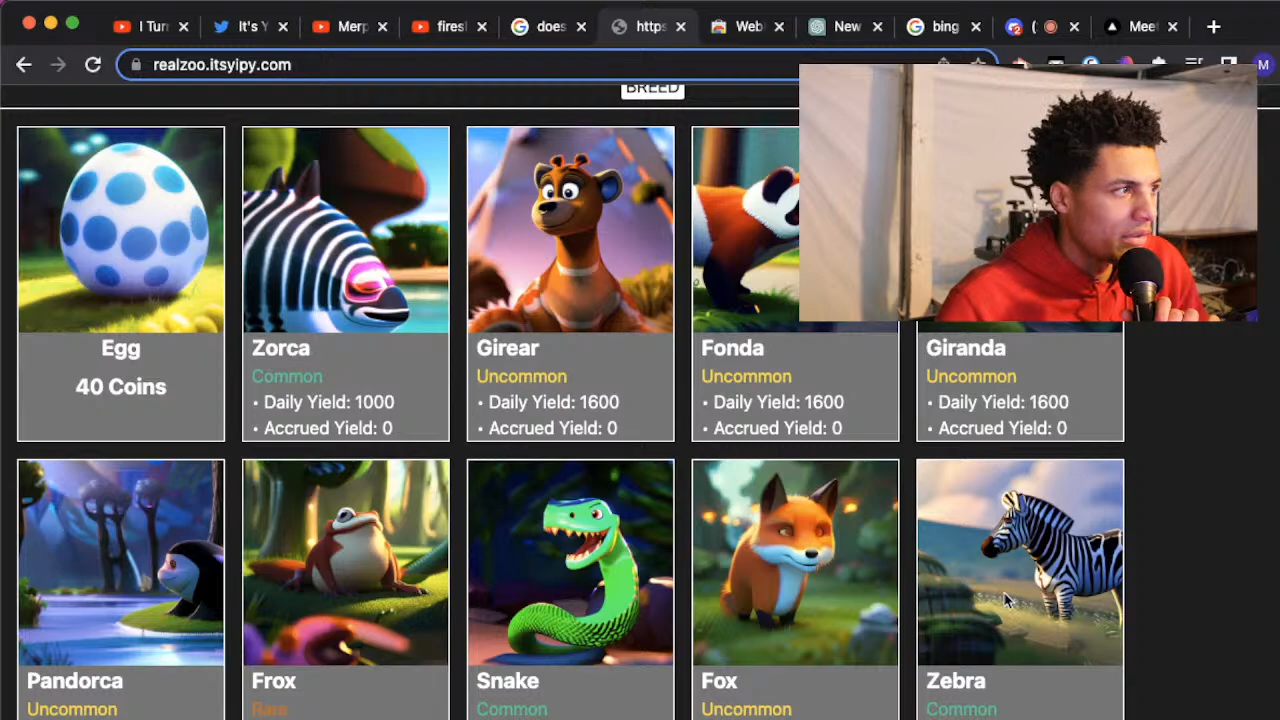 I Turn
It's Y
Merp
firesl
does
https
Web
New
bing
(
Meet
realzoo.itsyipy.com
M
BREED
Egg
40 Coins
Zorca
Common
• Daily Yield: 1000
• Accrued Yield: 0
Girear
Uncommon
• Daily Yield: 1600
• Accrued Yield: 0
Fonda
Uncommon
• Daily Yield: 1600
• Accrued Yield: 0
Giranda
Uncommon
• Daily Yield: 1600
• Accrued Yield: 0
Pandorca
Uncommon
Frox
Rare
Snake
Common
Fox
Uncommon
Zebra
Common